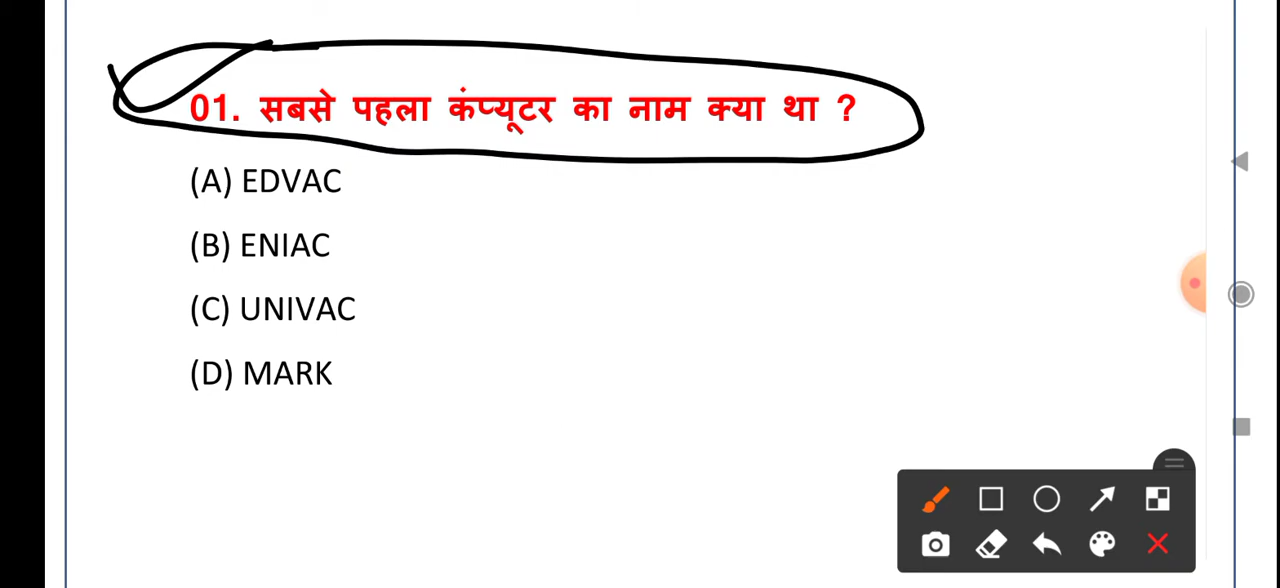 01. सबसे पहला कंप्यूटर का नाम क्या था ?
(A) EDVAC
(B) ENIAC
(C) UNIVAC
(D) MARK